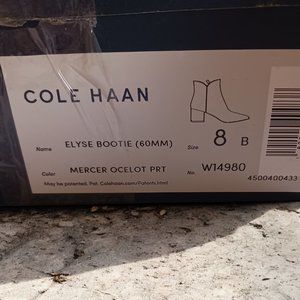 COLE HAAN
Name ELYSE BOOTIE (60MM) Size 8 B
Color MERCER OCELOT PRT No. W14980
May be patented. Pat. Colehaan.com/Patents.html
4500400433